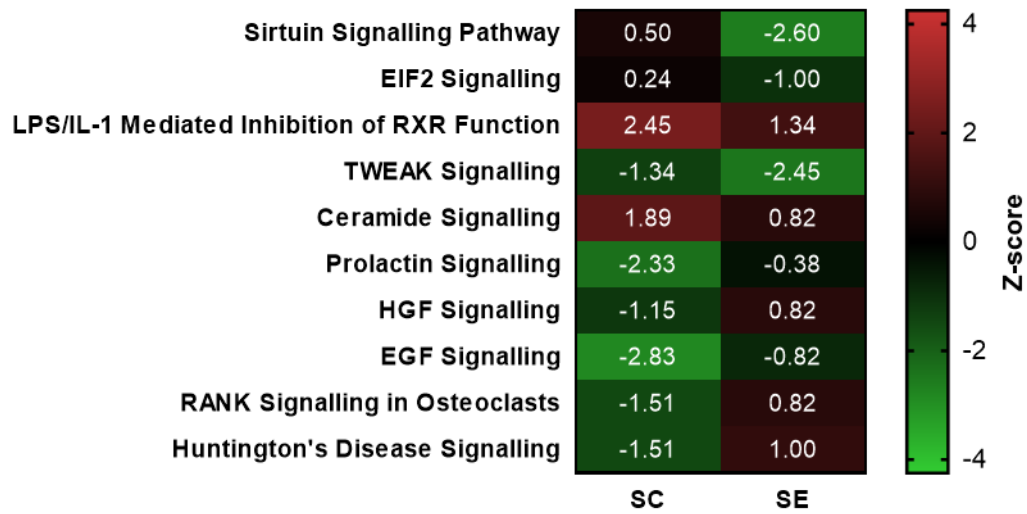 Sirtuin Signalling Pathway 0.50 -2.60 4
EIF2 Signalling 0.24 -1.00
LPS/IL-1 Mediated Inhibition of RXR Function 2.45 1.34 2
TWEAK Signalling -1.34 -2.45
Ceramide Signalling 1.89 0.82
0
Z-score
Prolactin Signalling -2.33 -0.38
HGF Signalling -1.15 0.82
EGF Signalling -2.83 -0.82 -2
RANK Signalling in Osteoclasts -1.51 0.82
Huntington's Disease Signalling -1.51 1.00 -4
SC SE